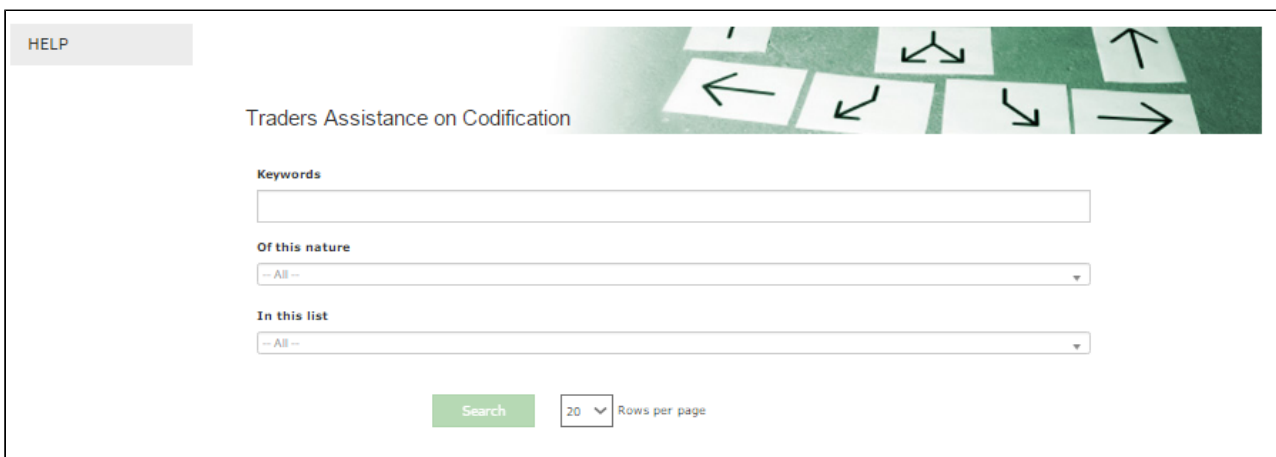 HELP
Traders Assistance on Codification
Keywords
Of this nature
-- All --
In this list
-- All --
Search 20 Rows per page